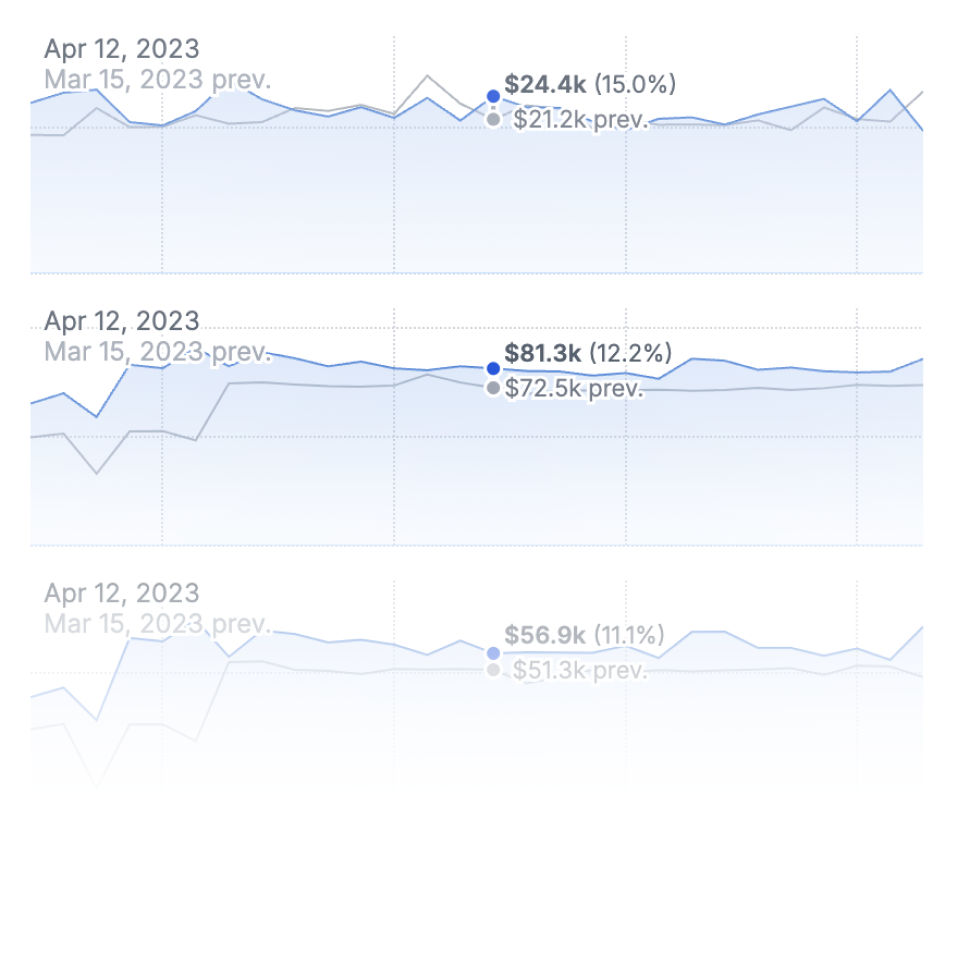 Apr 12, 2023
Mar 15, 2023 prev.
$24.4k (15.0%)
$21.2k prev.
Apr 12, 2023
Mar 15, 2023 prev.
$81.3k (12.2%)
$72.5k prev.
Apr 12, 2023
Mar 15, 2023 prev.
$56.9k (11.1%)
$51.3k prev.